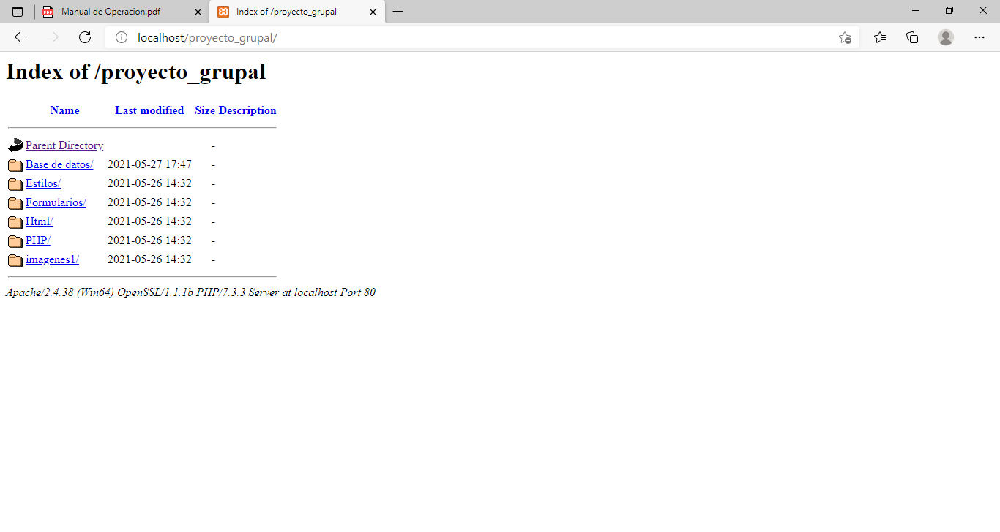 Manual de Operacion.pdf
Index of /proyecto_grupal
localhost/proyecto_grupal/
Index of /proyecto_grupal
Name Last modified Size Description
Parent Directory -
Base de datos/ 2021-05-27 17:47 -
Estilos/ 2021-05-26 14:32 -
Formularios/ 2021-05-26 14:32 -
Html/ 2021-05-26 14:32 -
PHP/ 2021-05-26 14:32 -
imagenes1/ 2021-05-26 14:32 -
Apache/2.4.38 (Win64) OpenSSL/1.1.1b PHP/7.3.3 Server at localhost Port 80